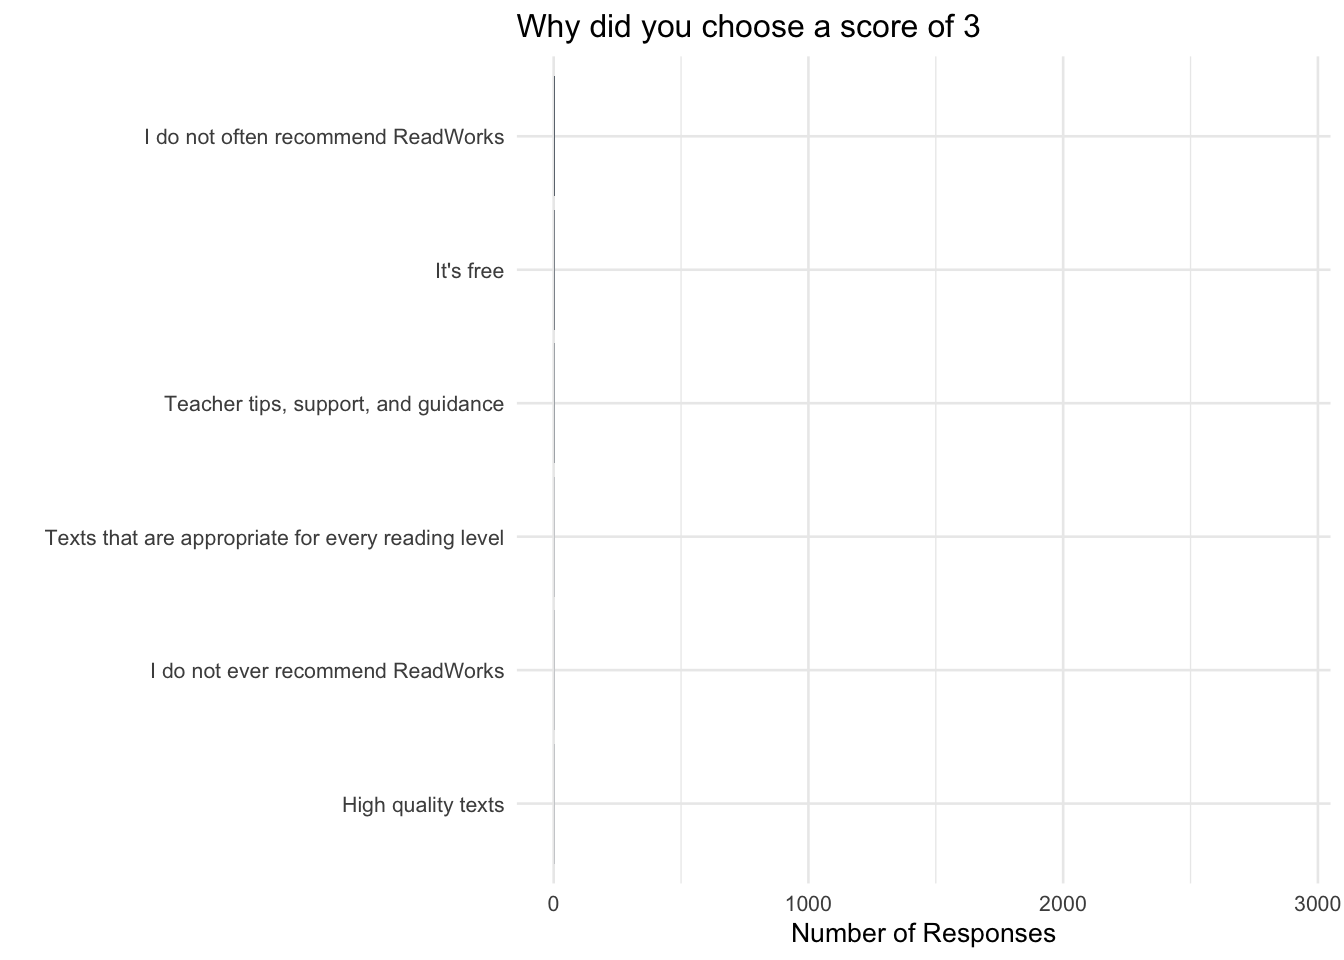 Why did you choose a score of 3
I do not often recommend ReadWorks
It's free
Teacher tips, support, and guidance
Texts that are appropriate for every reading level
I do not ever recommend ReadWorks
High quality texts
0 1000 2000 3000
Number of Responses